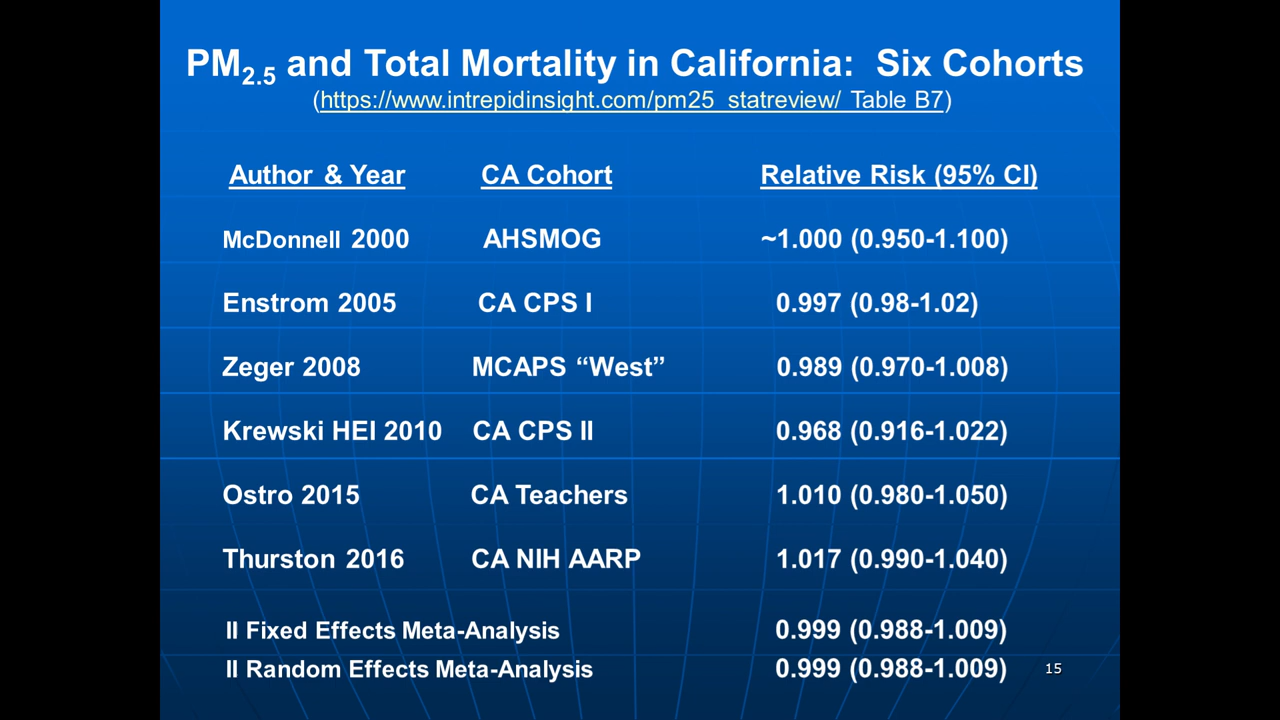 PM2.5 and Total Mortality in California: Six Cohorts
(https://www.intrepidinsight.com/pm25_statreview/ Table B7)
Author & Year CA Cohort Relative Risk (95% CI)
McDonnell 2000 AHSMOG ~1.000 (0.950-1.100)
Enstrom 2005 CA CPS I 0.997 (0.98-1.02)
Zeger 2008 MCAPS “West” 0.989 (0.970-1.008)
Krewski HEI 2010 CA CPS II 0.968 (0.916-1.022)
Ostro 2015 CA Teachers 1.010 (0.980-1.050)
Thurston 2016 CA NIH AARP 1.017 (0.990-1.040)
II Fixed Effects Meta-Analysis 0.999 (0.988-1.009)
II Random Effects Meta-Analysis 0.999 (0.988-1.009) 15